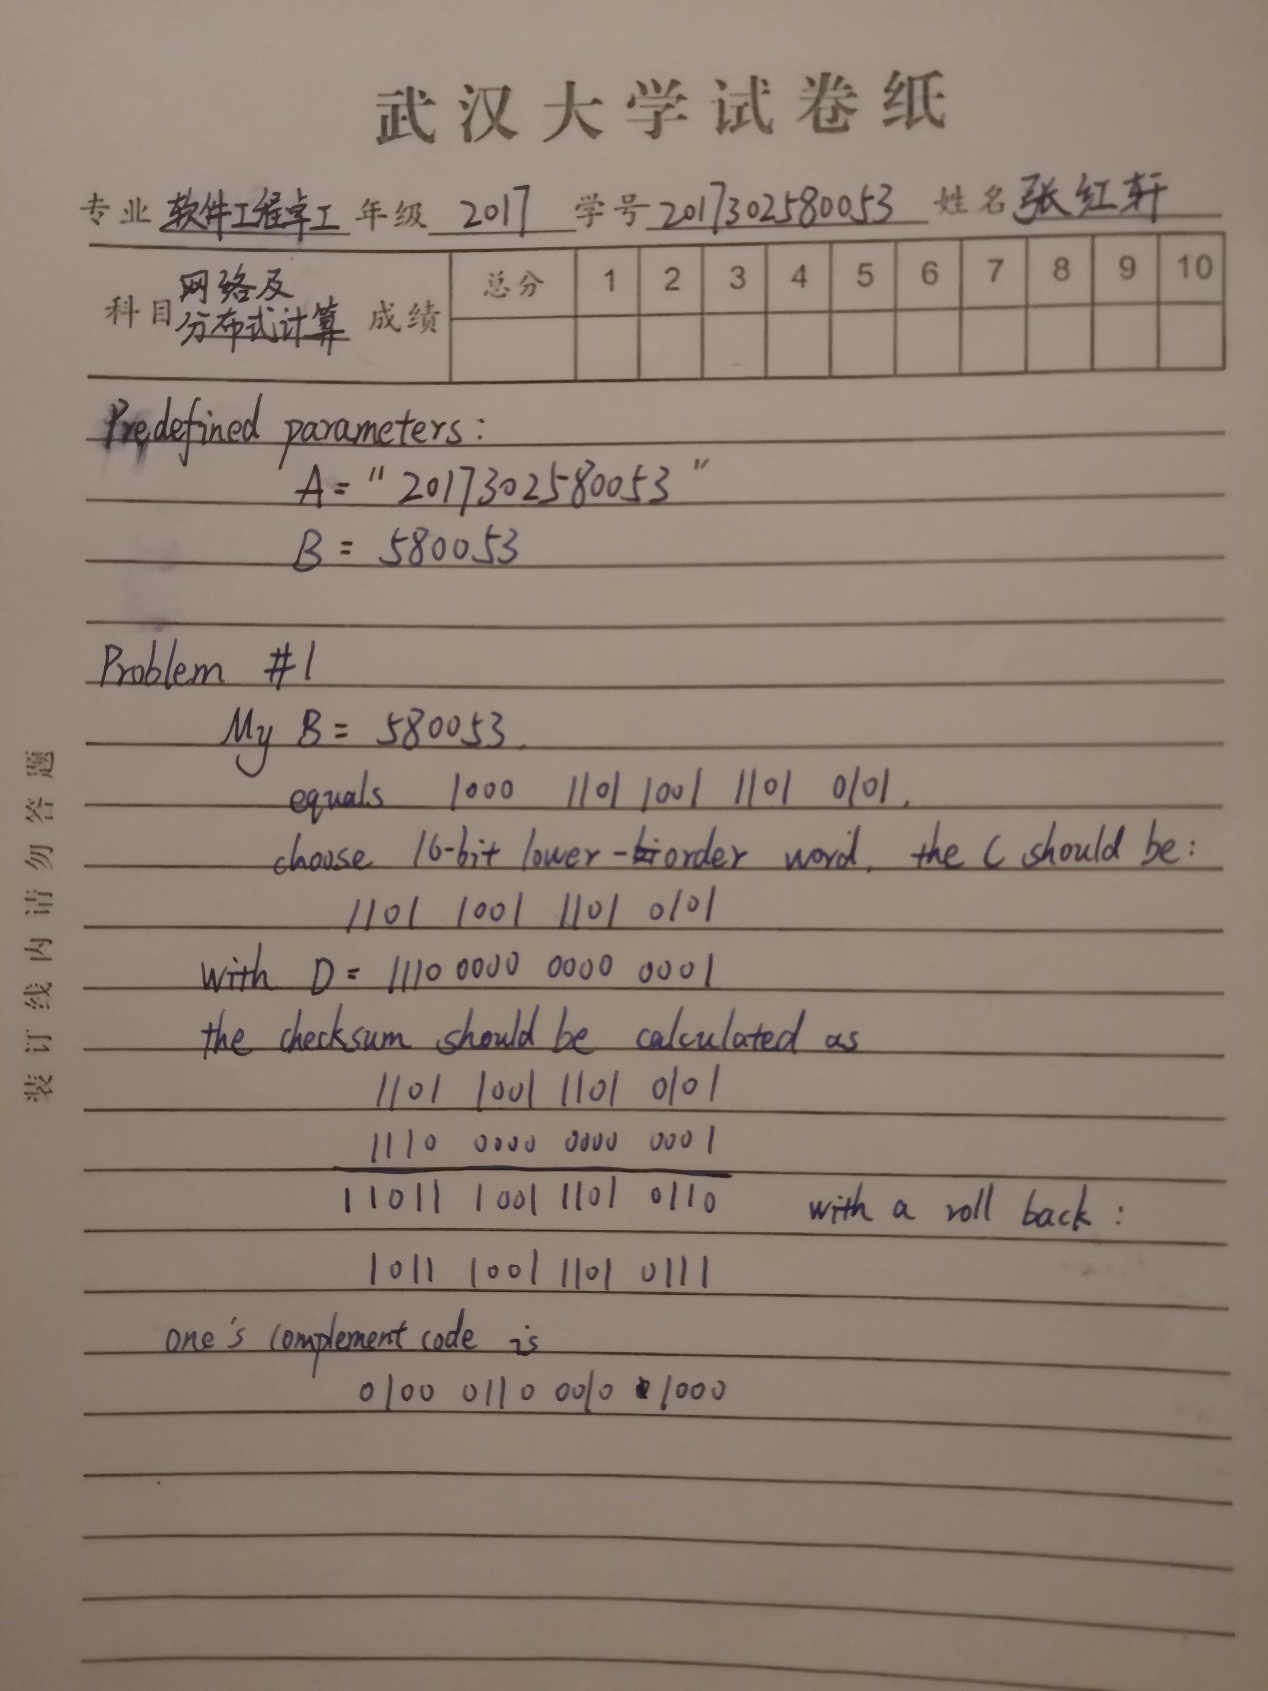 武汉大学试卷纸
专业 软件工程卓工 年级 2017 学号 2017302580053 姓名 张红轩
科目 网络及分布式计算 成绩 总分 1 2 3 4 5 6 7 8 9 10
Predefined parameters:
A = "2017302580053"
B = 580053
Problem #1
My B = 580053.
equals 1000 1101 1001 1101 0101.
choose 16-bit lower-order word, the C should be:
1101 1001 1101 0101
with D = 1110 0000 0000 0001
the checksum should be calculated as
1101 1001 1101 0101
1110 0000 0000 0001
11011 1001 1101 0110 with a roll back:
1011 1001 1101 0111
one's complement code is
0100 0110 0010 1000
装订线内请勿答题